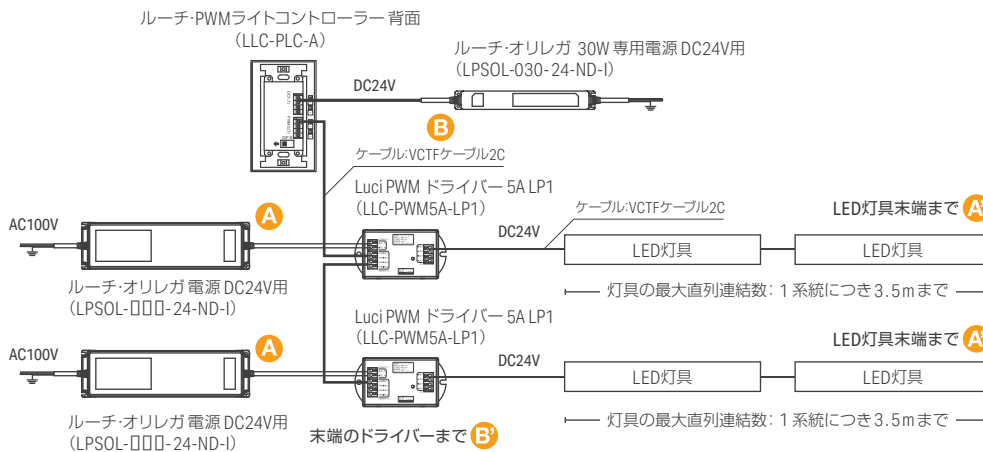 ルーチ・PWMライトコントローラー 背面
（LLC-PLC-A）
ルーチ・オリレガ 30W 専用電源 DC24V用
（LPSOL-030-24-ND-I）
DC24V
B
ケーブル：VCTFケーブル2C
Luci PWM ドライバー 5A LP1
（LLC-PWM5A-LP1）
AC100V
A
DC24V
ケーブル：VCTFケーブル2C
LED灯具末端まで A'
LED灯具
LED灯具
ルーチ・オリレガ 電源 DC24V用
（LPSOL-▯▯▯-24-ND-I）
灯具の最大直列連結数：１系統につき3.5mまで
Luci PWM ドライバー 5A LP1
（LLC-PWM5A-LP1）
AC100V
A
DC24V
LED灯具末端まで A'
LED灯具
LED灯具
ルーチ・オリレガ 電源 DC24V用
（LPSOL-▯▯▯-24-ND-I）
末端のドライバーまで B'
灯具の最大直列連結数：１系統につき3.5mまで